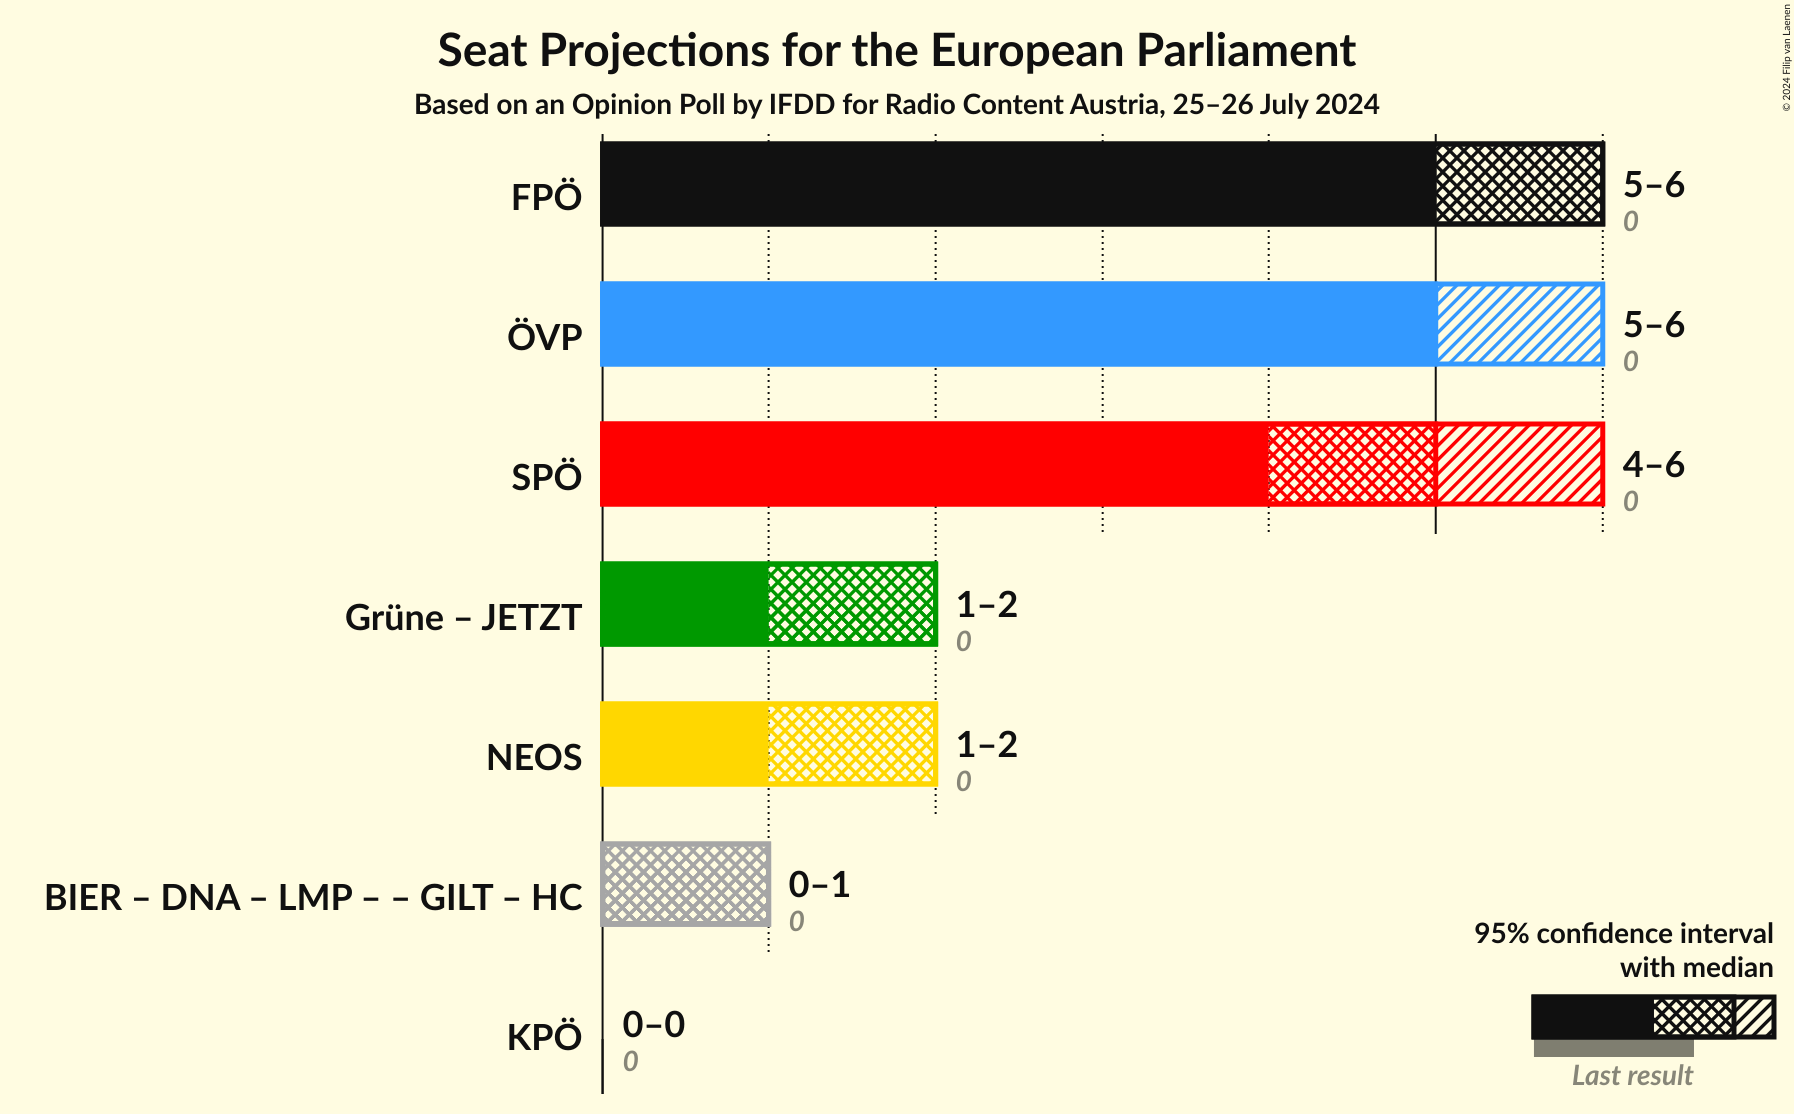 Seat Projections for the European Parliament
Based on an Opinion Poll by IFDD for Radio Content Austria, 25–26 July 2024
© 2024 Filip van Laenen
FPÖ
5–6
0
ÖVP
5–6
0
SPÖ
4–6
0
Grüne – JETZT
1–2
0
NEOS
1–2
0
BIER – DNA – LMP – – GILT – HC
0–1
0
KPÖ
0–0
0
95% confidence interval
with median
Last result